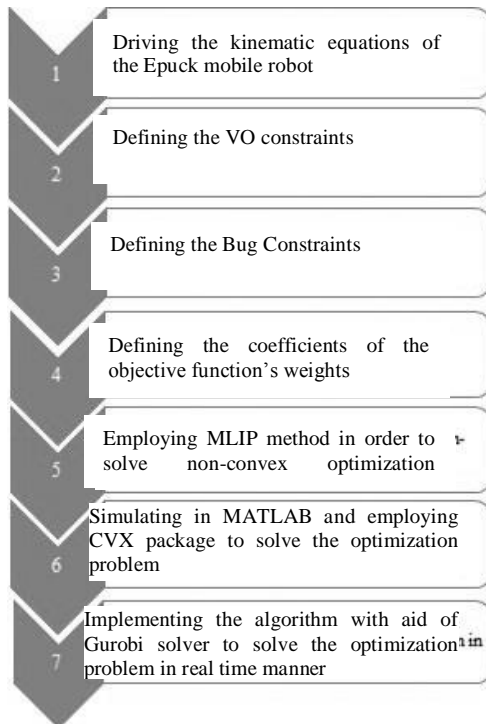 1
Driving the kinematic equations of
the Epuck mobile robot
2
Defining the VO constraints
3
Defining the Bug Constraints
4
Defining the coefficients of the
objective function's weights
5
Employing MLIP method in order to
solve non-convex optimization
6
Simulating in MATLAB and employing
CVX package to solve the optimization
problem
7
Implementing the algorithm with aid of
Gurobi solver to solve the optimization
problem in real time manner